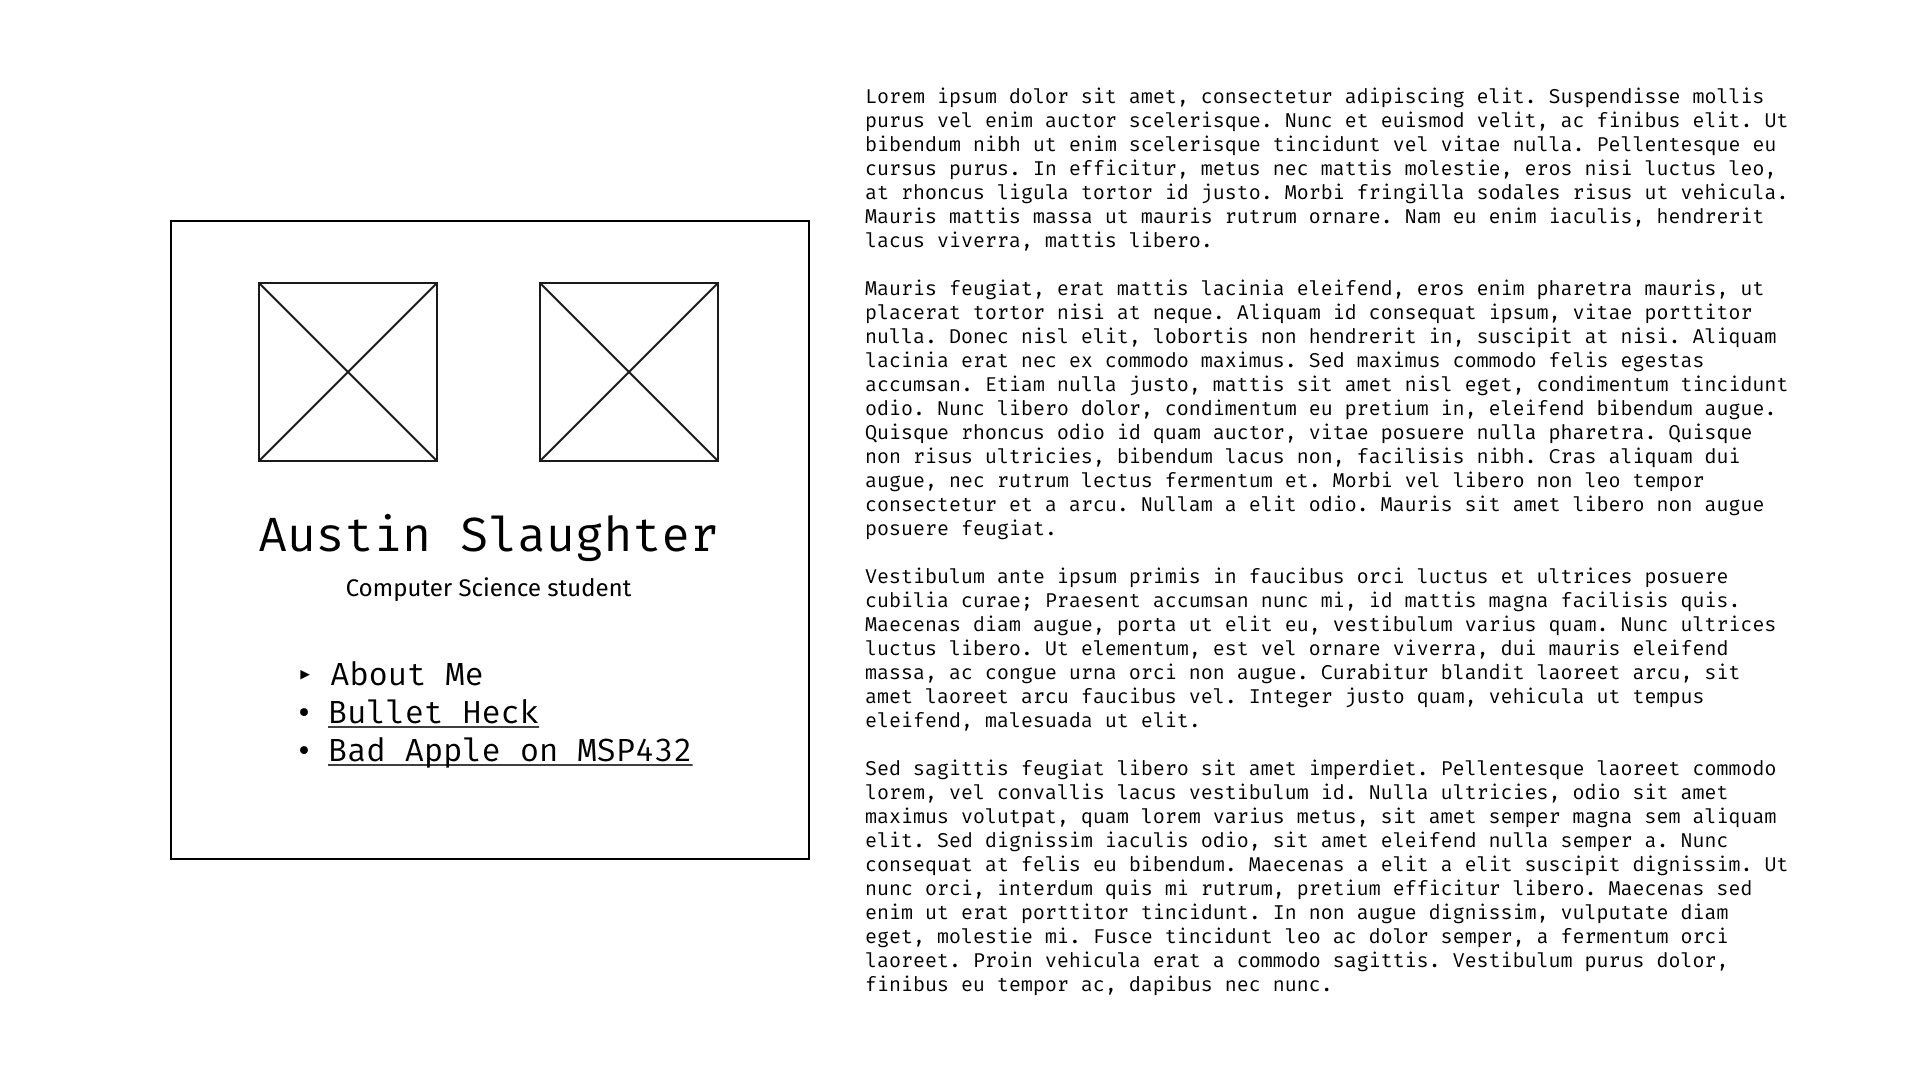 Austin Slaughter
Computer Science student
‣ About Me
• Bullet Heck
• Bad Apple on MSP432
Lorem ipsum dolor sit amet, consectetur adipiscing elit. Suspendisse mollis
purus vel enim auctor scelerisque. Nunc et euismod velit, ac finibus elit. Ut
bibendum nibh ut enim scelerisque tincidunt vel vitae nulla. Pellentesque eu
cursus purus. In efficitur, metus nec mattis molestie, eros nisi luctus leo,
at rhoncus ligula tortor id justo. Morbi fringilla sodales risus ut vehicula.
Mauris mattis massa ut mauris rutrum ornare. Nam eu enim iaculis, hendrerit
lacus viverra, mattis libero.
Mauris feugiat, erat mattis lacinia eleifend, eros enim pharetra mauris, ut
placerat tortor nisi at neque. Aliquam id consequat ipsum, vitae porttitor
nulla. Donec nisl elit, lobortis non hendrerit in, suscipit at nisi. Aliquam
lacinia erat nec ex commodo maximus. Sed maximus commodo felis egestas
accumsan. Etiam nulla justo, mattis sit amet nisl eget, condimentum tincidunt
odio. Nunc libero dolor, condimentum eu pretium in, eleifend bibendum augue.
Quisque rhoncus odio id quam auctor, vitae posuere nulla pharetra. Quisque
non risus ultricies, bibendum lacus non, facilisis nibh. Cras aliquam dui
augue, nec rutrum lectus fermentum et. Morbi vel libero non leo tempor
consectetur et a arcu. Nullam a elit odio. Mauris sit amet libero non augue
posuere feugiat.
Vestibulum ante ipsum primis in faucibus orci luctus et ultrices posuere
cubilia curae; Praesent accumsan nunc mi, id mattis magna facilisis quis.
Maecenas diam augue, porta ut elit eu, vestibulum varius quam. Nunc ultrices
luctus libero. Ut elementum, est vel ornare viverra, dui mauris eleifend
massa, ac congue urna orci non augue. Curabitur blandit laoreet arcu, sit
amet laoreet arcu faucibus vel. Integer justo quam, vehicula ut tempus
eleifend, malesuada ut elit.
Sed sagittis feugiat libero sit amet imperdiet. Pellentesque laoreet commodo
lorem, vel convallis lacus vestibulum id. Nulla ultricies, odio sit amet
maximus volutpat, quam lorem varius metus, sit amet semper magna sem aliquam
elit. Sed dignissim iaculis odio, sit amet eleifend nulla semper a. Nunc
consequat at felis eu bibendum. Maecenas a elit a elit suscipit dignissim. Ut
nunc orci, interdum quis mi rutrum, pretium efficitur libero. Maecenas sed
enim ut erat porttitor tincidunt. In non augue dignissim, vulputate diam
eget, molestie mi. Fusce tincidunt leo ac dolor semper, a fermentum orci
laoreet. Proin vehicula erat a commodo sagittis. Vestibulum purus dolor,
finibus eu tempor ac, dapibus nec nunc.